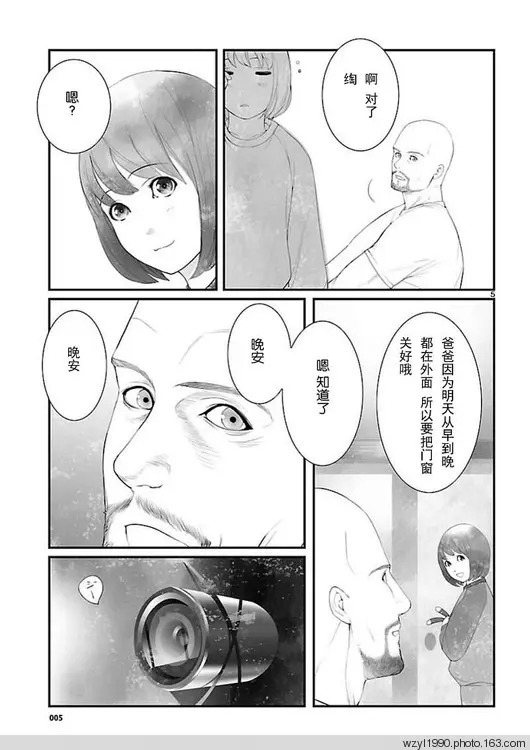 啊 对了
绹
嗯？
5
爸爸因为明天从早到晚
都在外面 所以要把门窗
关好哦
嗯知道了
晚安
晚安
005
wzyl1990.photo.163.com